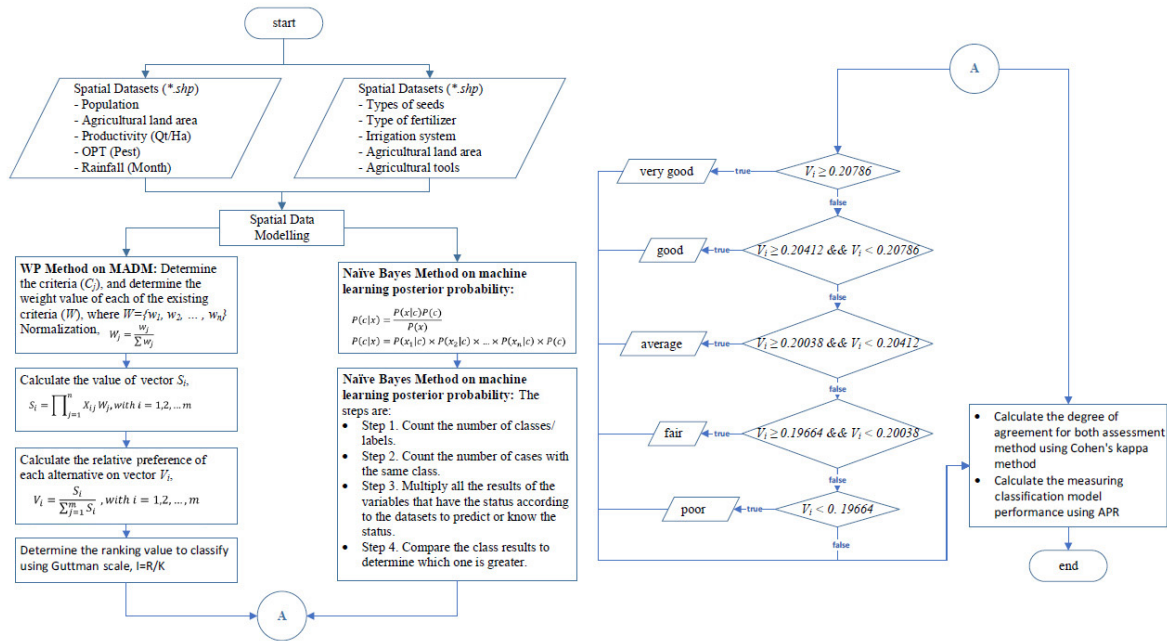 start
Spatial Datasets (*.shp)
- Population
- Agricultural land area
- Productivity (Qt/Ha)
- OPT (Pest)
- Rainfall (Month)
Spatial Datasets (*.shp)
- Types of seeds
- Type of fertilizer
- Irrigation system
- Agricultural land area
- Agricultural tools
Spatial Data
Modelling
WP Method on MADM: Determine
the criteria (Cj), and determine the
weight value of each of the existing
criteria (W), where W={w1, w2, ... , wn}
Normalization, Wj = wj / ∑ wj
Calculate the value of vector Si,
Si = ∏ⁿj=1 Xij Wj, with i = 1,2, ... m
Calculate the relative preference of
each alternative on vector Vi,
Vi = Si / ∑ᵐj=1 Si , with i = 1,2, ..., m
Determine the ranking value to classify
using Guttman scale, I=R/K
Naïve Bayes Method on machine
learning posterior probability:
P(c|x) = P(x|c)P(c) / P(x)
P(c|x) = P(x1|c) × P(x2|c) × ... × P(xn|c) × P(c)
Naïve Bayes Method on machine
learning posterior probability: The
steps are:
• Step 1. Count the number of classes/
labels.
• Step 2. Count the number of cases with
the same class.
• Step 3. Multiply all the results of the
variables that have the status according
to the datasets to predict or know the
status.
• Step 4. Compare the class results to
determine which one is greater.
A
A
very good
true
Vi ≥ 0.20786
false
good
true
Vi ≥ 0.20412 && Vi < 0.20786
false
average
true
Vi ≥ 0.20038 && Vi < 0.20412
false
fair
true
Vi ≥ 0.19664 && Vi < 0.20038
false
poor
true
Vi < 0. 19664
false
• Calculate the degree of
agreement for both assessment
method using Cohen's kappa
method
• Calculate the measuring
classification model
performance using APR
end